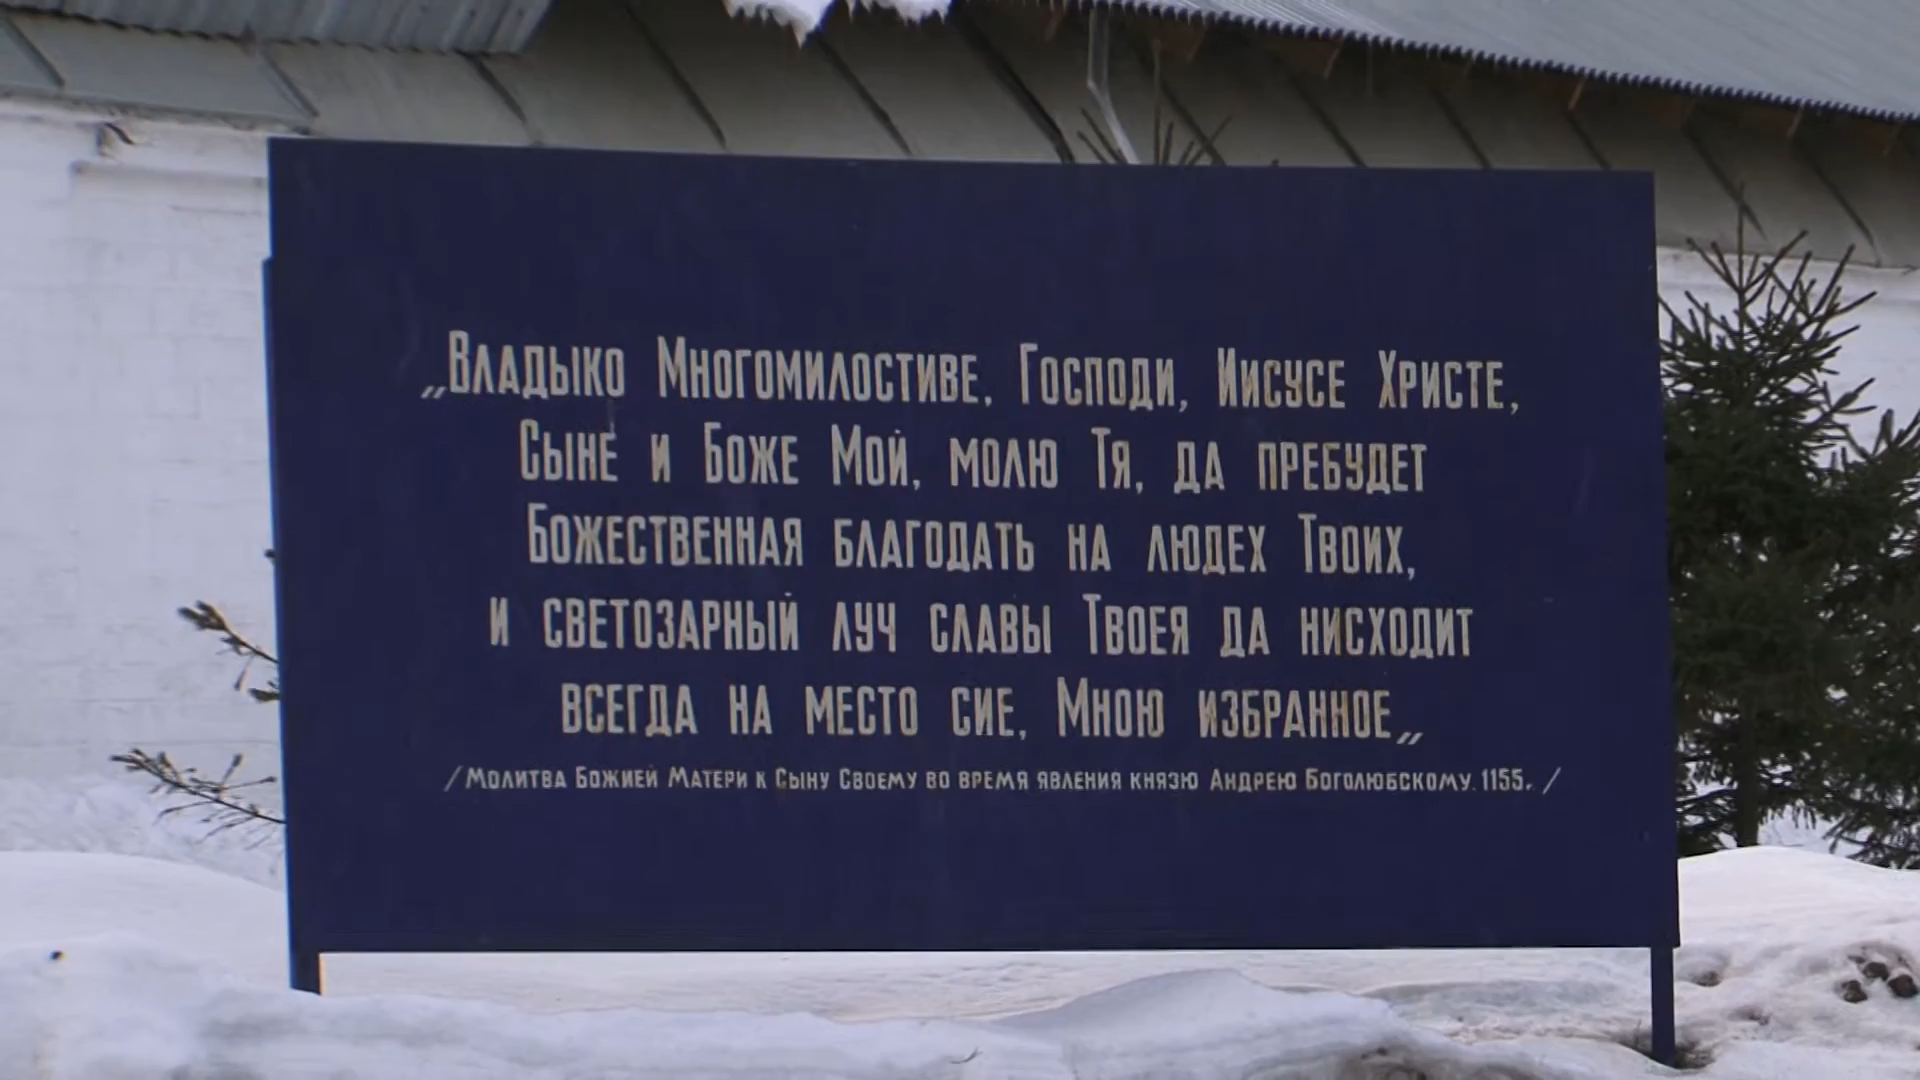 „Владыко Многомилостиве, Господи, Иисусе Христе,
Сыне и Боже Мой, молю Тя, да пребудет
Божественная благодать на людех Твоих,
и светозарный луч славы Твоея да нисходит
всегда на место сие, Мною избранное„
/Молитва Божией Матери к Сыну Своему во время явления князю Андрею Боголюбскому. 1155г. /